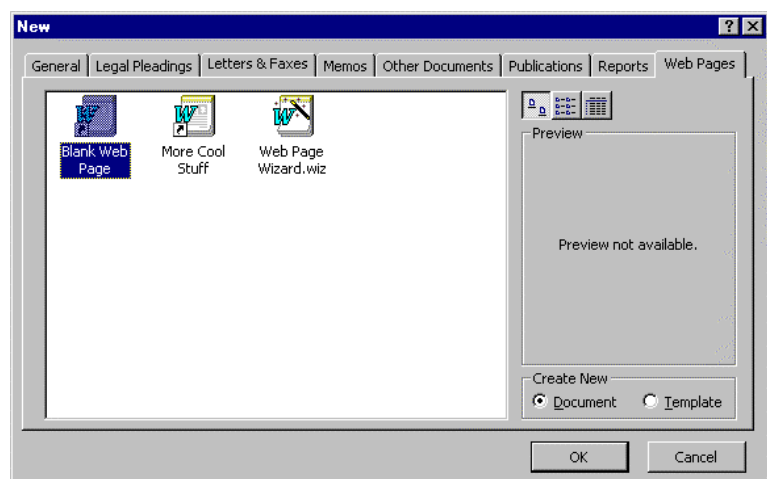 New
General Legal Pleadings Letters & Faxes Memos Other Documents Publications Reports Web Pages
Blank Web
Page
More Cool
Stuff
Web Page
Wizard.wiz
Preview
Preview not available.
Create New
Document Template
OK Cancel